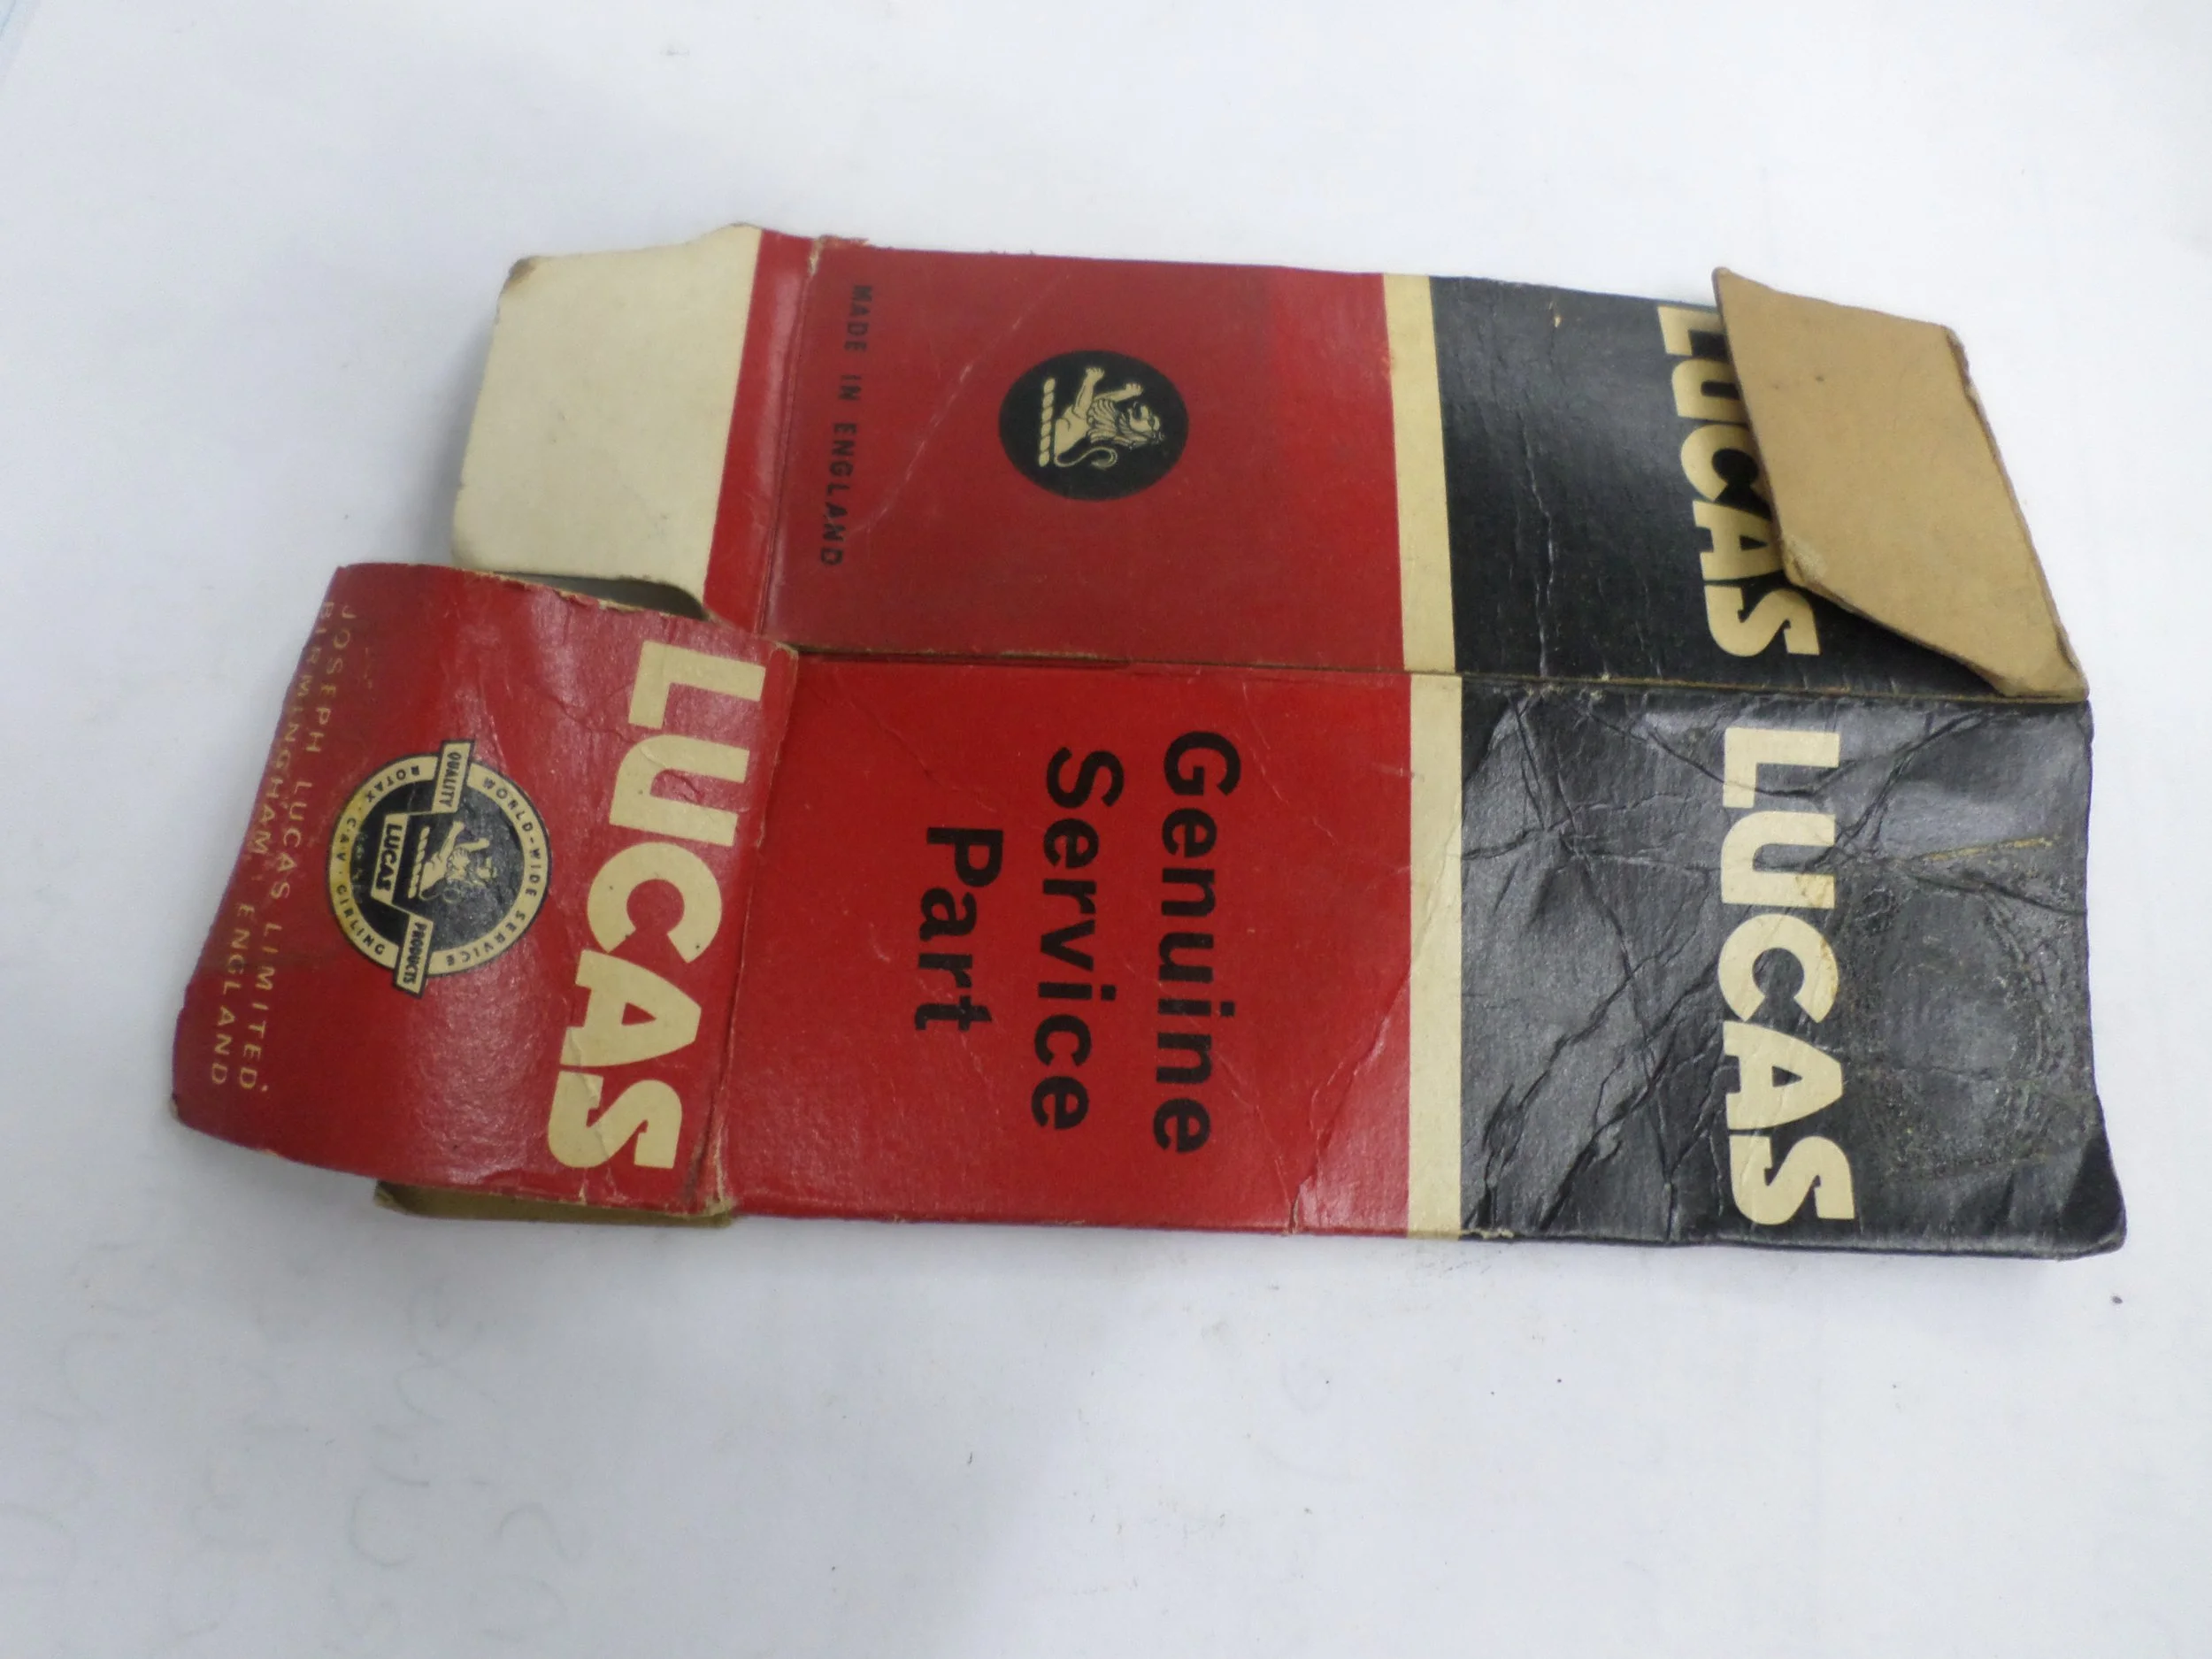 LUCAS
MADE IN ENGLAND
LUCAS
Genuine
Service
Part
LUCAS
WORLD-WIDE SERVICE
QUALITY
LUCAS
PRODUCTS
ROTAX · C.A.V · GIRLING
JOSEPH LUCAS LIMITED.
BIRMINGHAM, ENGLAND